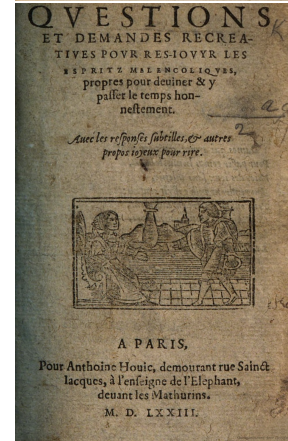 QVESTIONS
ET DEMANDES RECREA-
TIVES POVR RES-IOVYR LES
ESPRITZ MELENCOLIQVES,
propres pour deuiner & y
passer le temps hon-
nestement.
Auec les responses subtilles, & autres
propos ioyeux pour rire.
A PARIS,
Pour Anthoine Houic, demourant rue Sainct
Iacques, à l'enseigne de l'Elephant,
deuant les Mathurins.
M. D. LXXIII.